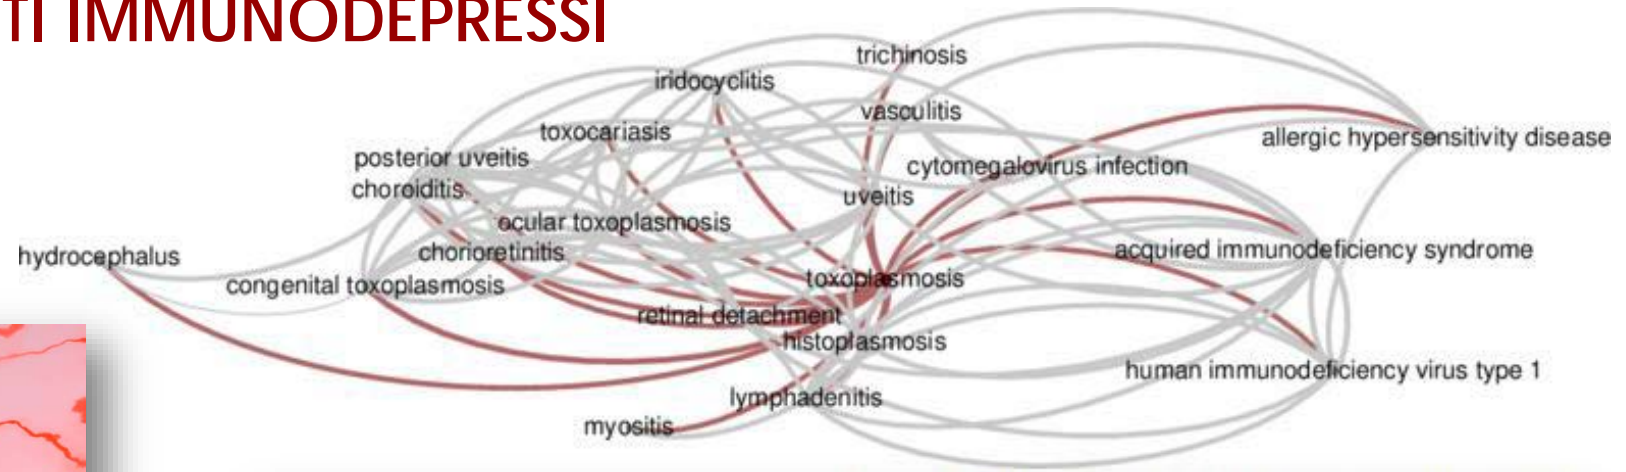 TI IMMUNODEPRESSI
trichinosis
iridocyclitis
vasculitis
toxocariasis
allergic hypersensitivity disease
posterior uveitis
cytomegalovirus infection
choroiditis
uveitis
ocular toxoplasmosis
acquired immunodeficiency syndrome
chorioretinitis
hydrocephalus
toxoplasmosis
congenital toxoplasmosis
retinal detachment
histoplasmosis
human immunodeficiency virus type 1
lymphadenitis
myositis